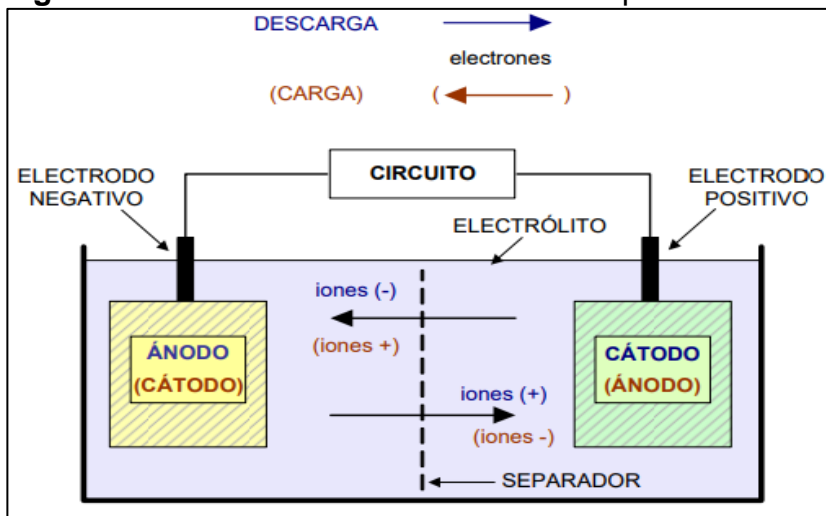 DESCARGA
electrones
(CARGA) ( )
CIRCUITO
ELECTRODO
NEGATIVO
ELECTRODO
POSITIVO
ELECTRÓLITO
iones (-)
(iones +)
ÁNODO
(CÁTODO)
CÁTODO
(ÁNODO)
iones (+)
(iones -)
SEPARADOR